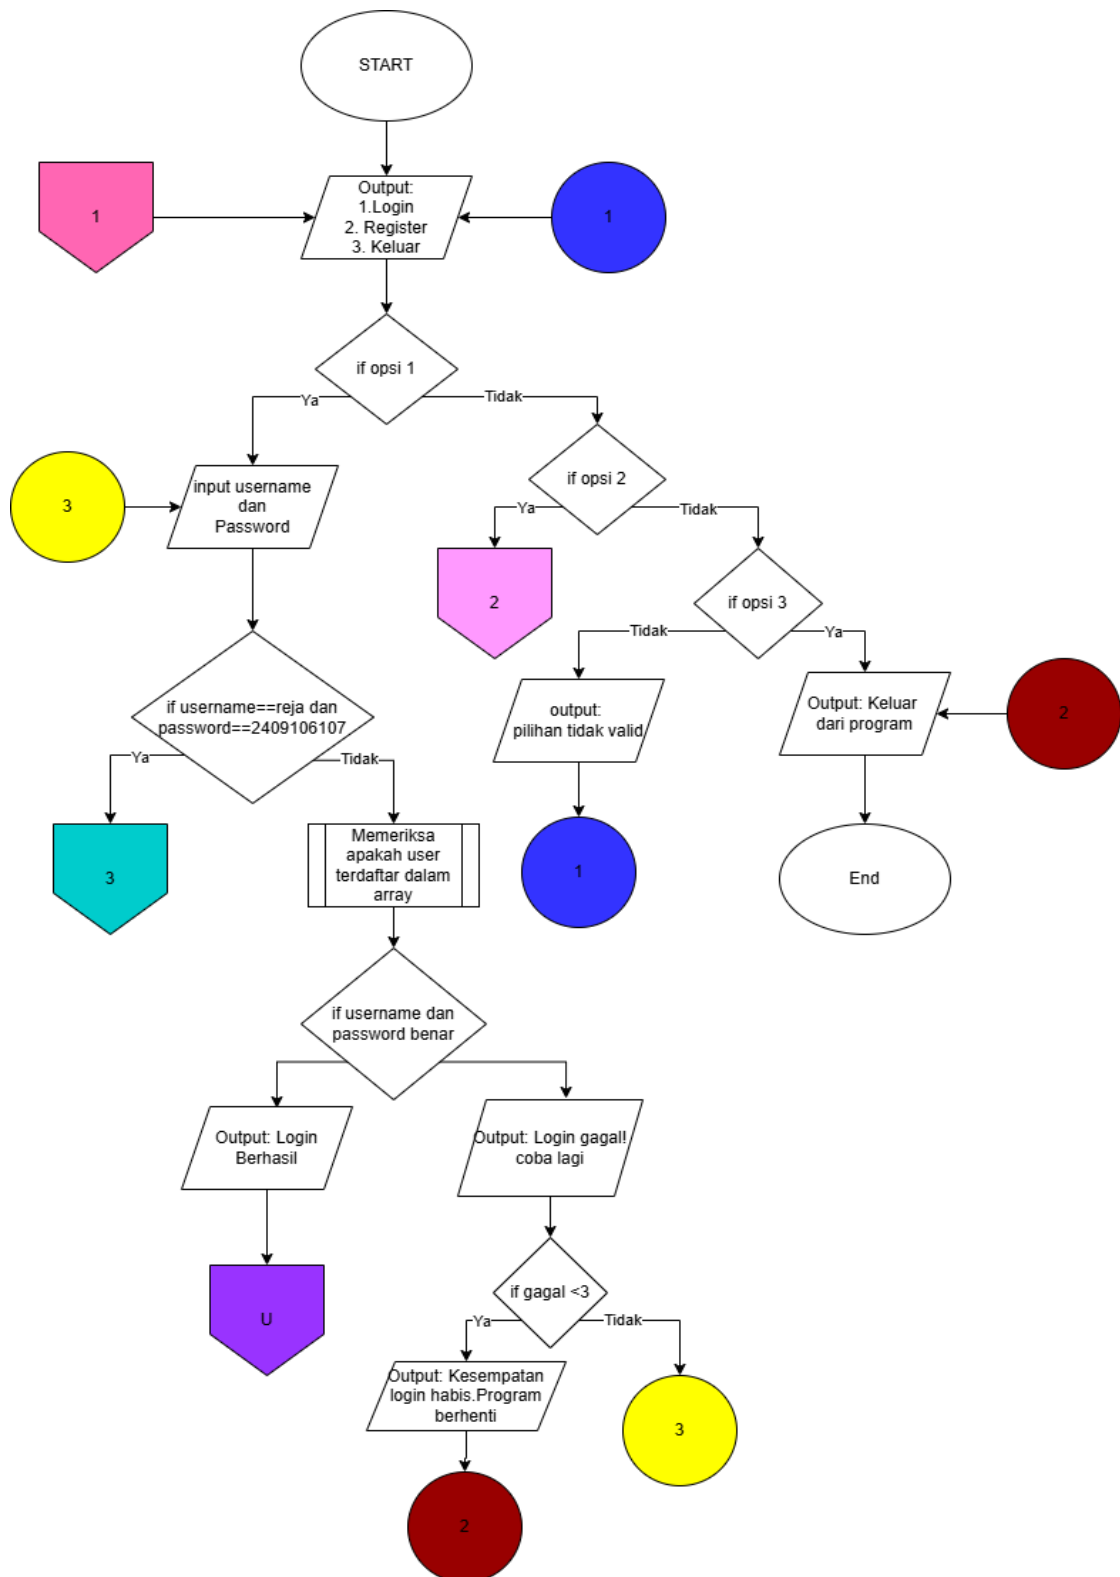 START
1
Output:
1.Login
2. Register
3. Keluar
1
if opsi 1
Ya
Tidak
3
input username
dan
Password
if opsi 2
Ya
Tidak
2
if opsi 3
Tidak
Ya
if username==reja dan
password==2409106107
Ya
Tidak
output:
pilihan tidak valid
Output: Keluar
dari program
2
3
Memeriksa
apakah user
terdaftar dalam
array
1
End
if username dan
password benar
Output: Login
Berhasil
Output: Login gagal!
coba lagi
U
if gagal <3
Ya
Tidak
Output: Kesempatan
login habis.Program
berhenti
3
2